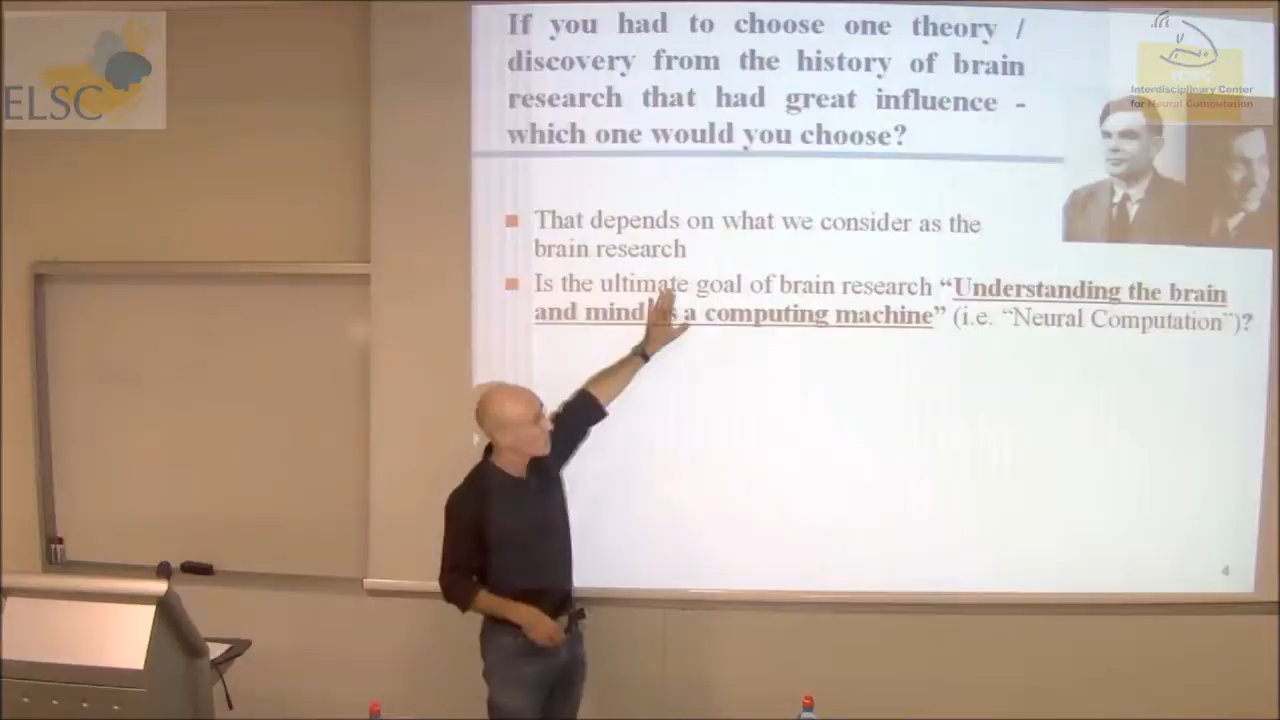 ELSC
If you had to choose one theory /
discovery from the history of brain
research that had great influence -
which one would you choose?
Interdisciplinary Center
for Neural Computation
That depends on what we consider as the
brain research
Is the ultimate goal of brain research “Understanding the brain
and mind as a computing machine” (i.e. “Neural Computation”)?
4